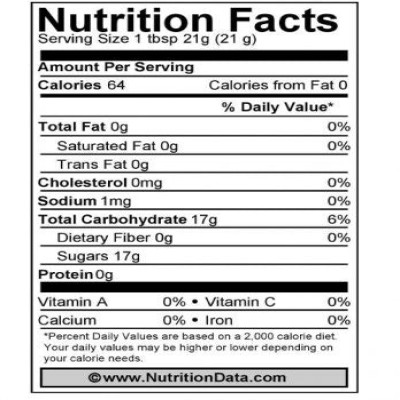 Nutrition Facts
Serving Size 1 tbsp 21g (21 g)
Amount Per Serving
Calories 64 Calories from Fat 0
% Daily Value*
Total Fat 0g 0%
Saturated Fat 0g 0%
Trans Fat 0g
Cholesterol 0mg 0%
Sodium 1mg 0%
Total Carbohydrate 17g 6%
Dietary Fiber 0g 0%
Sugars 17g
Protein 0g
Vitamin A 0% • Vitamin C 0%
Calcium 0% • Iron 0%
*Percent Daily Values are based on a 2,000 calorie diet.
Your daily values may be higher or lower depending on
your calorie needs.
©www.NutritionData.com